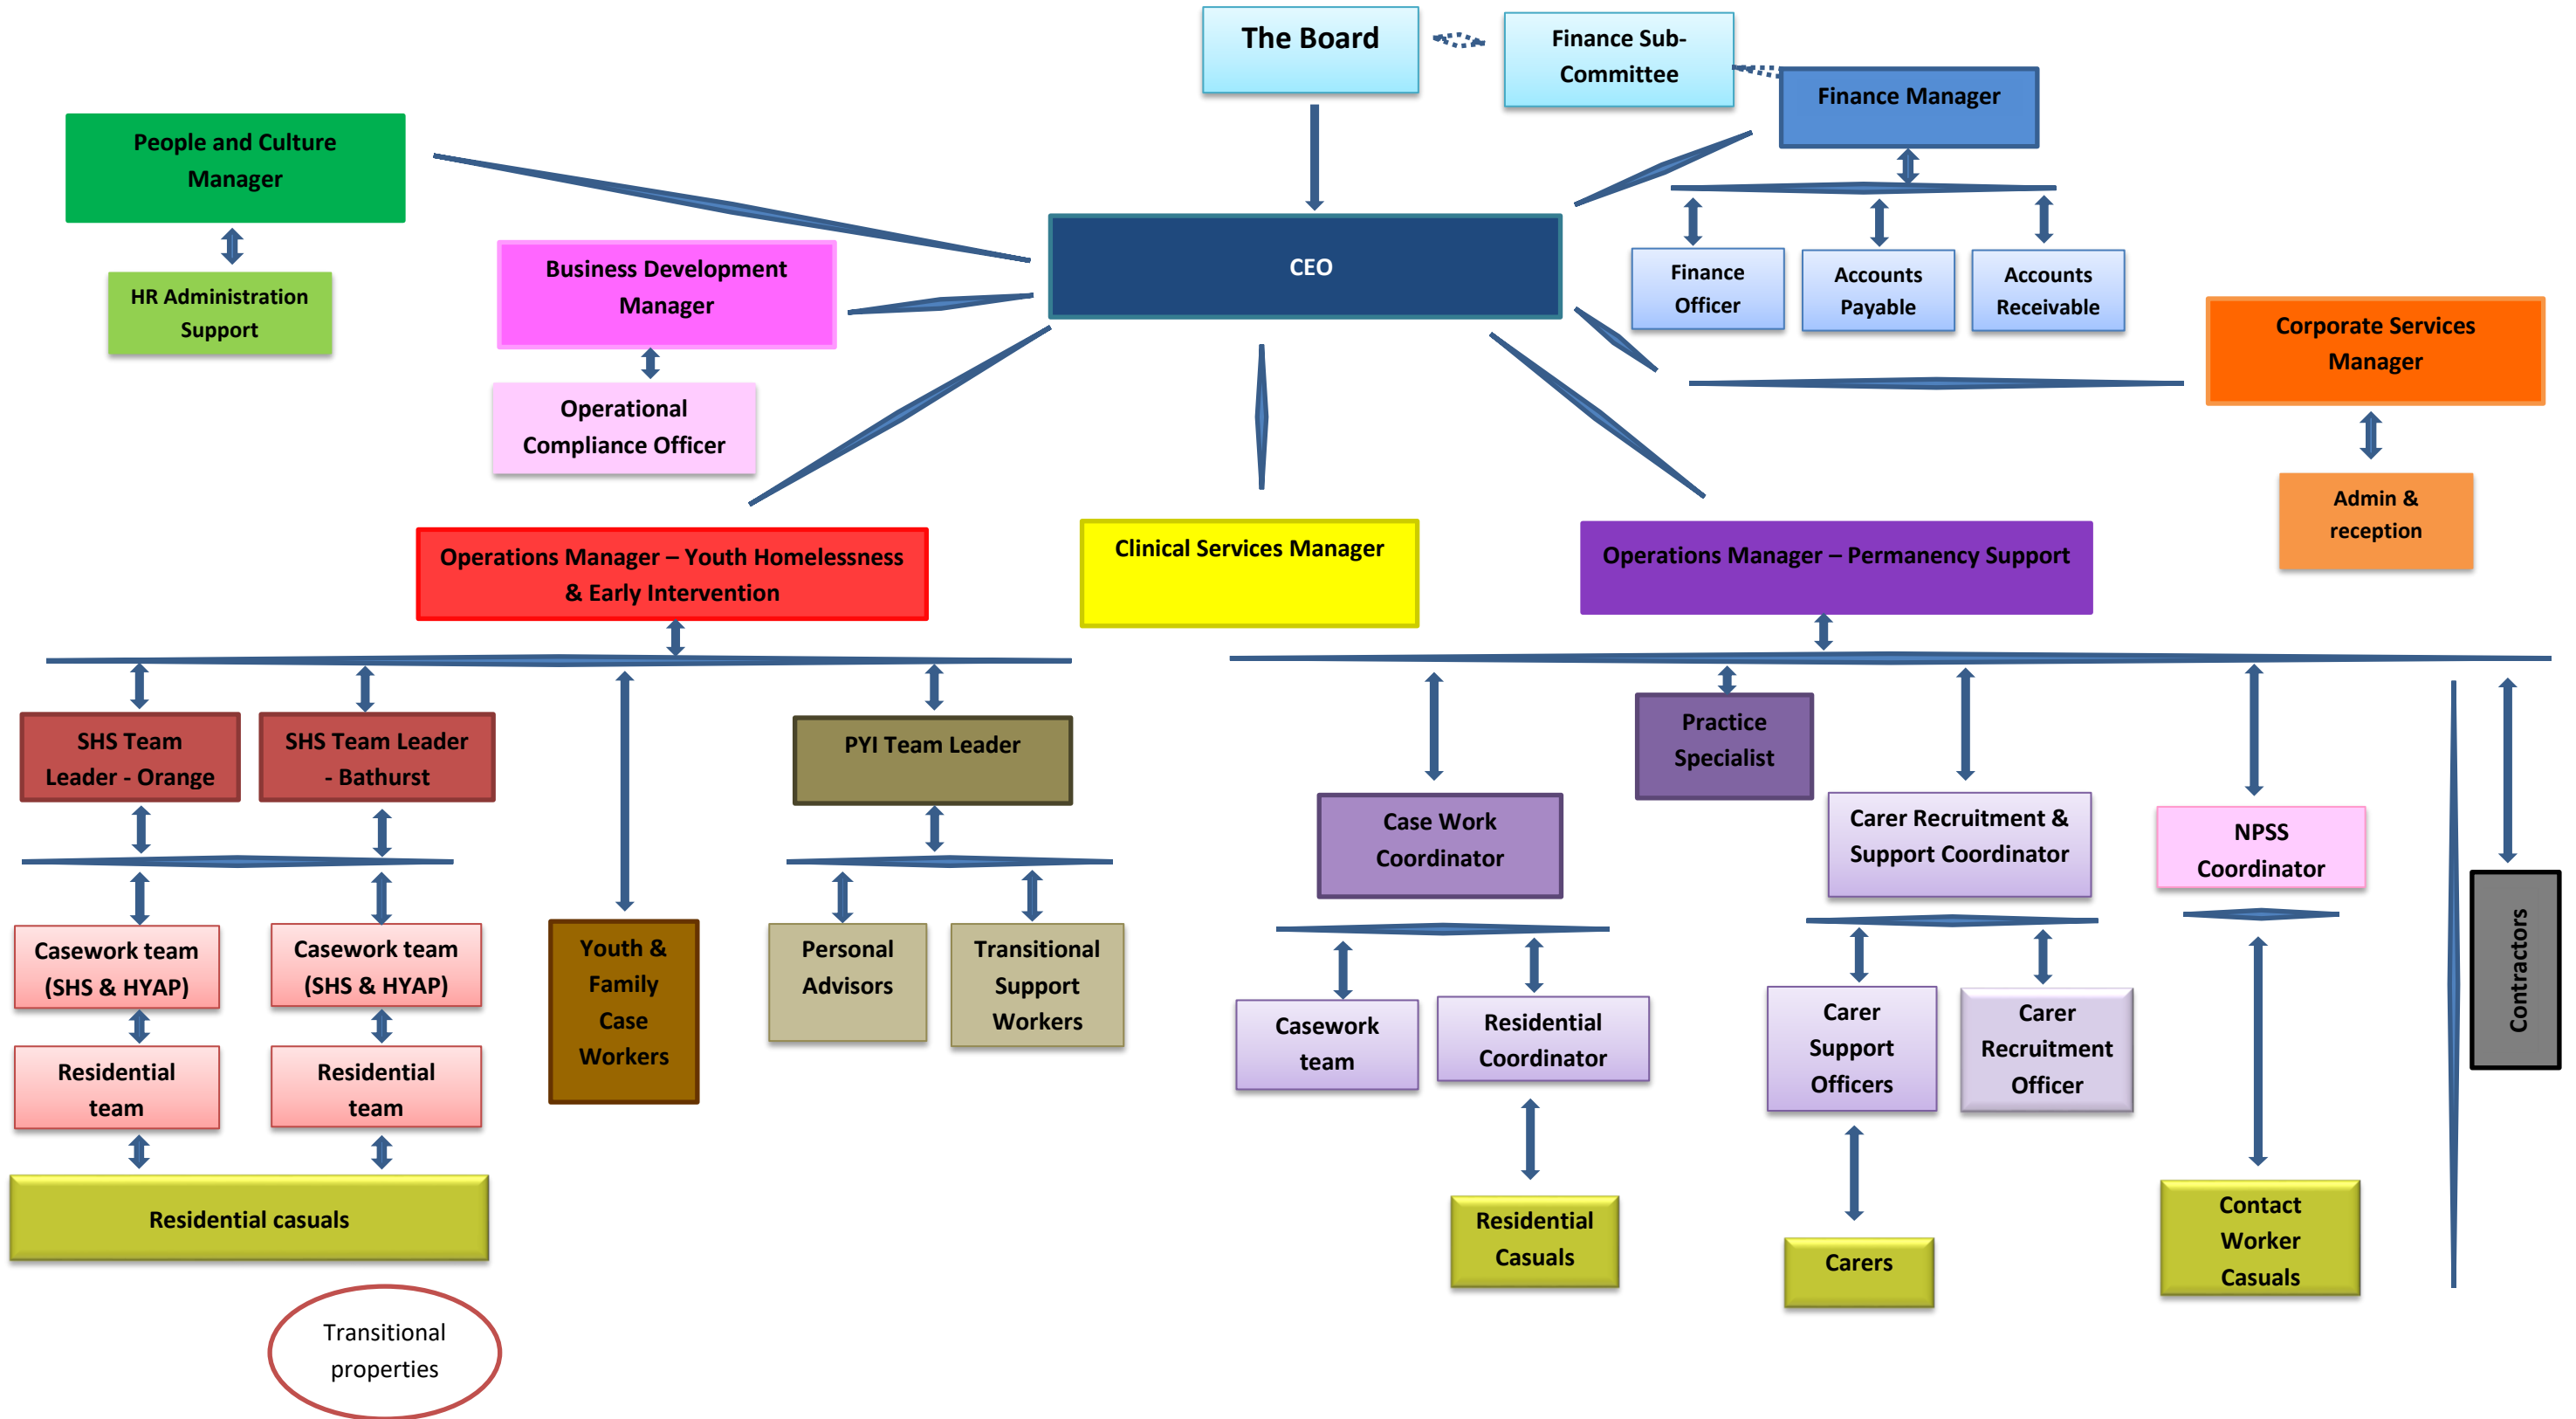 The Board
Finance Sub-
Committee
Finance Manager
People and Culture
Manager
CEO
Business Development
Manager
HR Administration
Support
Finance
Officer
Accounts
Payable
Accounts
Receivable
Corporate Services
Manager
Operational
Compliance Officer
Admin &
reception
Operations Manager – Youth Homelessness
& Early Intervention
Clinical Services Manager
Operations Manager – Permanency Support
SHS Team
Leader - Orange
SHS Team Leader
- Bathurst
PYI Team Leader
Practice
Specialist
Case Work
Coordinator
Carer Recruitment &
Support Coordinator
NPSS
Coordinator
Contractors
Casework team
(SHS & HYAP)
Casework team
(SHS & HYAP)
Youth &
Family
Case
Workers
Personal
Advisors
Transitional
Support
Workers
Casework
team
Residential
Coordinator
Carer
Support
Officers
Carer
Recruitment
Officer
Residential
team
Residential
team
Residential casuals
Residential
Casuals
Carers
Contact
Worker
Casuals
Transitional
properties